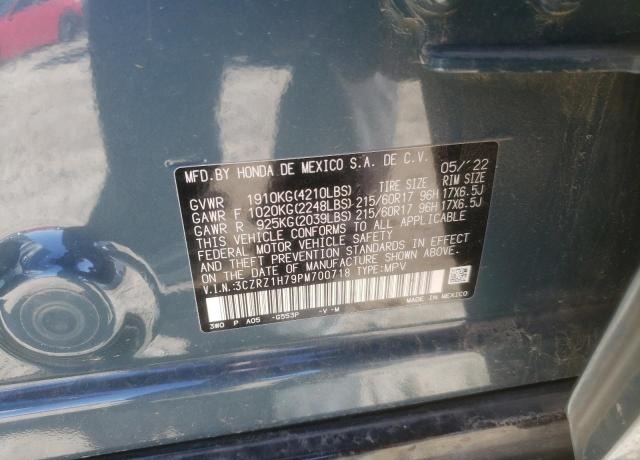 MFD.BY HONDA DE MEXICO S.A. DE C.V. 05/'22
GVWR 1910KG(4210LBS) TIRE SIZE RIM SIZE
GAWR F 1020KG(2248LBS) 215/60R17 96H 17X6.5J
GAWR R 925KG(2039LBS) 215/60R17 96H 17X6.5J
THIS VEHICLE CONFORMS TO ALL APPLICABLE
FEDERAL MOTOR VEHICLE SAFETY
AND THEFT PREVENTION STANDARDS IN EFFECT
ON THE DATE OF MANUFACTURE SHOWN ABOVE.
V.I.N.:3CZRZ1H79PM700718 TYPE:MPV
MADE IN MEXICO
3W0 P A05 -G553P -V -M